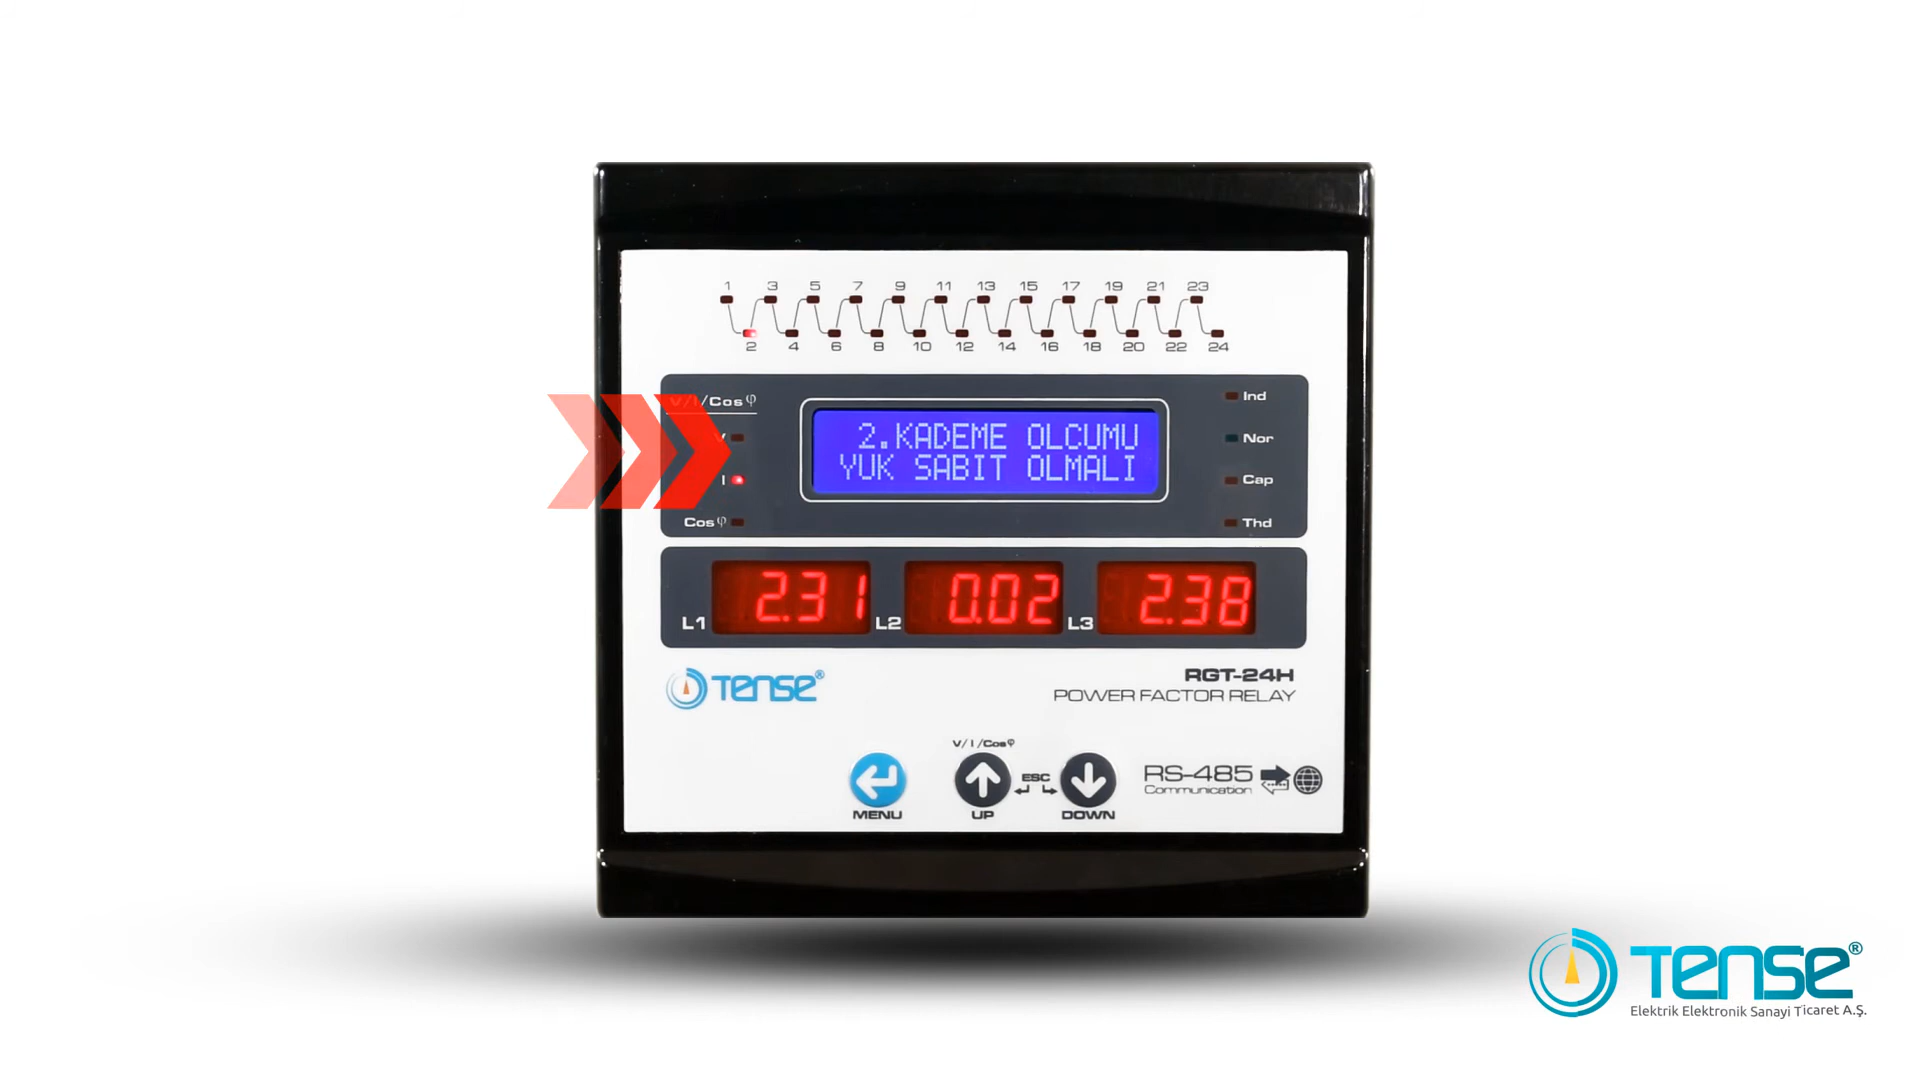 1 3 5 7 9 11 13 15 17 19 21 23
2 4 6 8 10 12 14 16 18 20 22 24
V/I/Cosφ
V
I
Cosφ
2.KADEME OLCUMU
YUK SABIT OLMALI
Ind
Nor
Cap
Thd
L1 2.31 L2 0.02 L3 2.38
TENSE®
RGT-24H
POWER FACTOR RELAY
V/I/Cosφ
ESC
MENU UP DOWN
RS-485
Communication
TENSE®
Elektrik Elektronik Sanayi Ticaret A.Ş.